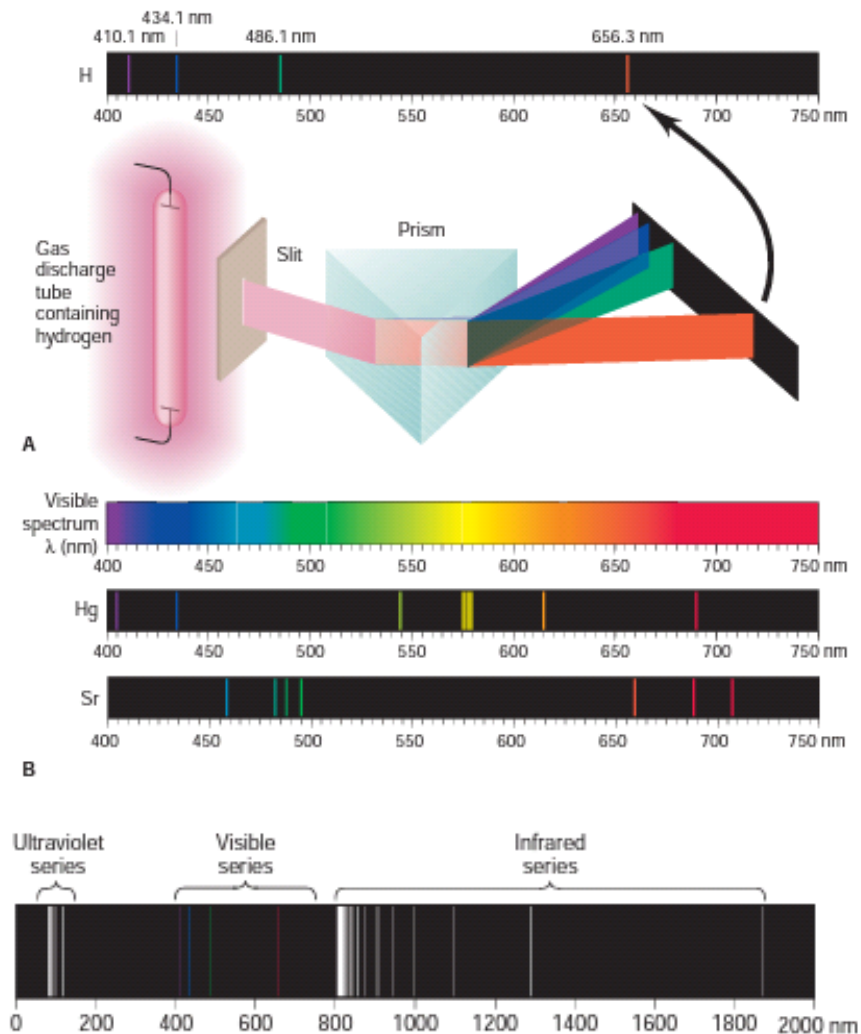 434.1 nm
410.1 nm 486.1 nm 656.3 nm
H
400 450 500 550 600 650 700 750 nm
Gas
discharge
tube
containing
hydrogen
Slit
Prism
A
Visible
spectrum
λ (nm)
400 450 500 550 600 650 700 750 nm
Hg
400 450 500 550 600 650 700 750 nm
Sr
400 450 500 550 600 650 700 750 nm
B
Ultraviolet
series
Visible
series
Infrared
series
0 200 400 600 800 1000 1200 1400 1600 1800 2000 nm